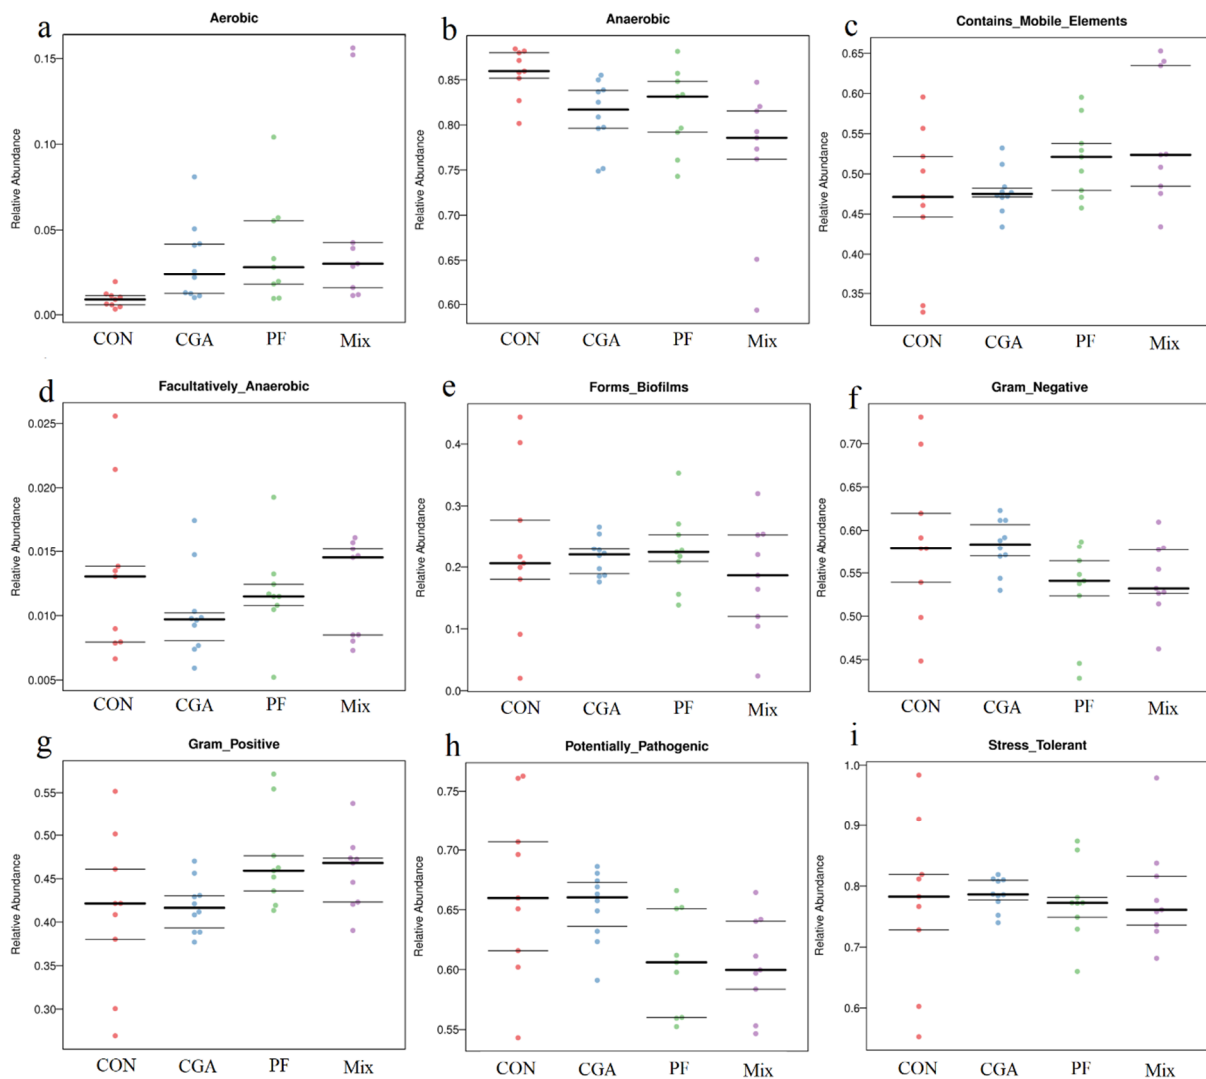 a
Aerobic
Relative Abundance
0.15
0.10
0.05
0.00
CON CGA PF Mix
b
Anaerobic
Relative Abundance
0.85
0.80
0.75
0.70
0.65
0.60
CON CGA PF Mix
c
Contains_Mobile_Elements
Relative Abundance
0.65
0.60
0.55
0.50
0.45
0.40
0.35
CON CGA PF Mix
d
Facultatively_Anaerobic
Relative Abundance
0.025
0.020
0.015
0.010
0.005
CON CGA PF Mix
e
Forms_Biofilms
Relative Abundance
0.4
0.3
0.2
0.1
0.0
CON CGA PF Mix
f
Gram_Negative
Relative Abundance
0.70
0.65
0.60
0.55
0.50
0.45
CON CGA PF Mix
g
Gram_Positive
Relative Abundance
0.55
0.50
0.45
0.40
0.35
0.30
CON CGA PF Mix
h
Potentially_Pathogenic
Relative Abundance
0.75
0.70
0.65
0.60
0.55
CON CGA PF Mix
i
Stress_Tolerant
Relative Abundance
1.0
0.9
0.8
0.7
0.6
CON CGA PF Mix